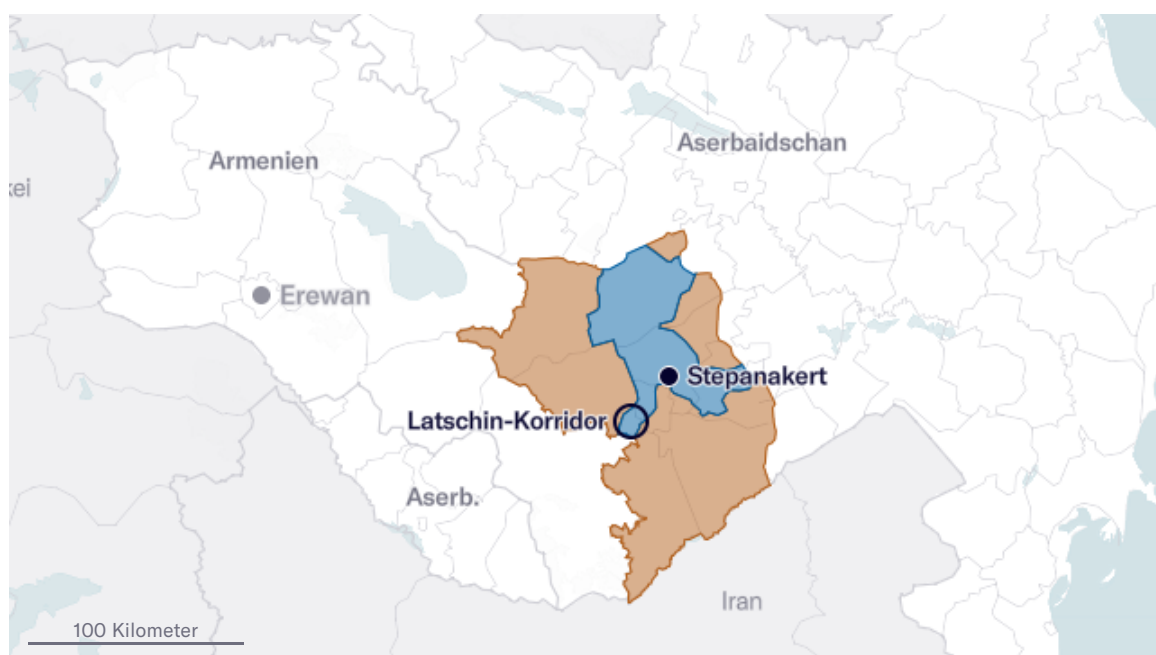 Aserbaidschan
Armenien
kei
Erewan
Stepanakert
Latschin-Korridor
Aserb.
Iran
100 Kilometer